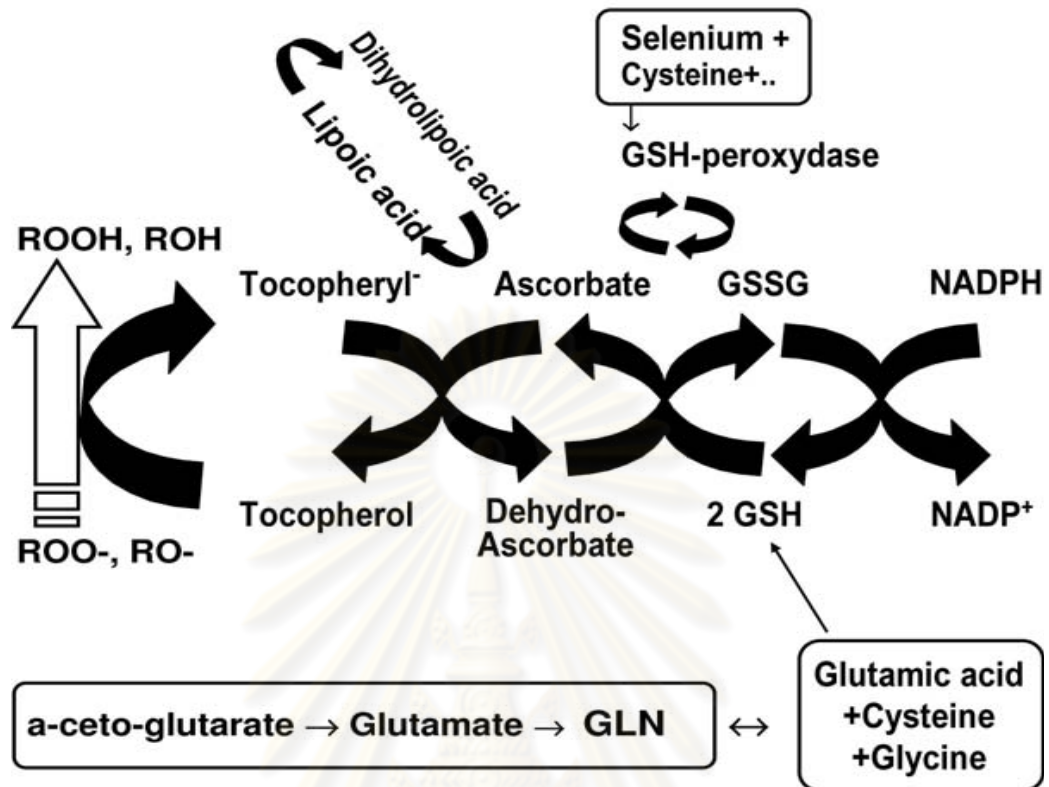 Dihydrolipoic acid
Lipoic acid
Selenium +
Cysteine+..
↓
GSH-peroxydase
ROOH, ROH
Tocopheryl-
Ascorbate
GSSG
NADPH
Tocopherol
Dehydro-
Ascorbate
2 GSH
NADP+
ROO-, RO-
a-ceto-glutarate → Glutamate → GLN ↔
Glutamic acid
+Cysteine
+Glycine